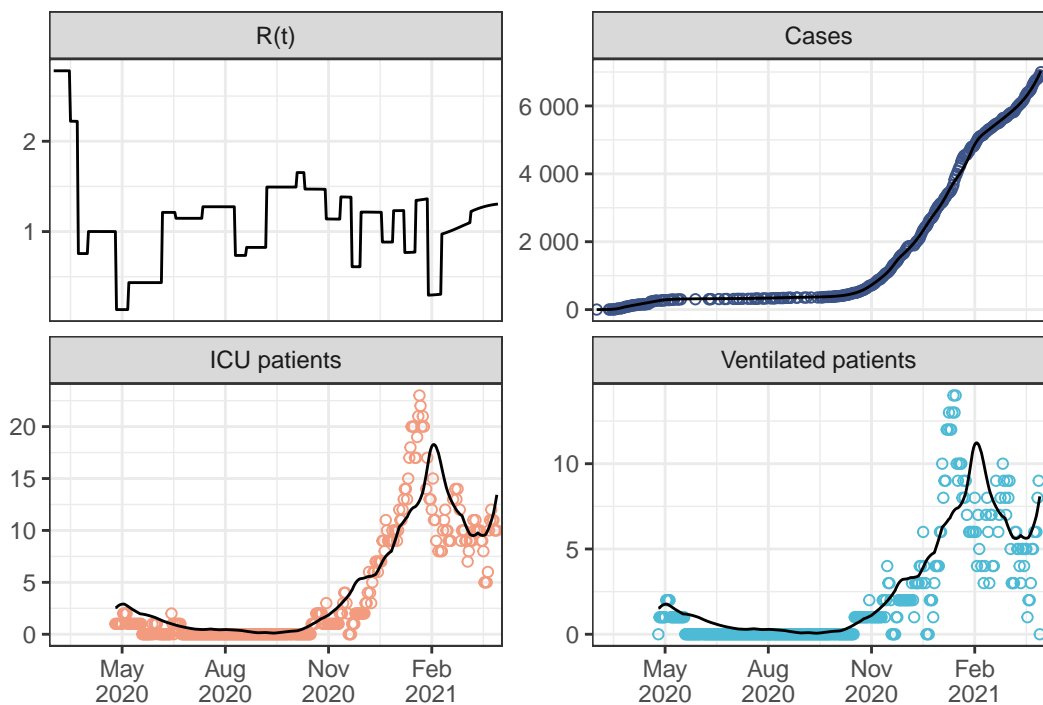 R(t)
Cases
2
1
6 000
4 000
2 000
0
ICU patients
Ventilated patients
20
15
10
5
0
10
5
0
May
2020
Aug
2020
Nov
2020
Feb
2021
May
2020
Aug
2020
Nov
2020
Feb
2021